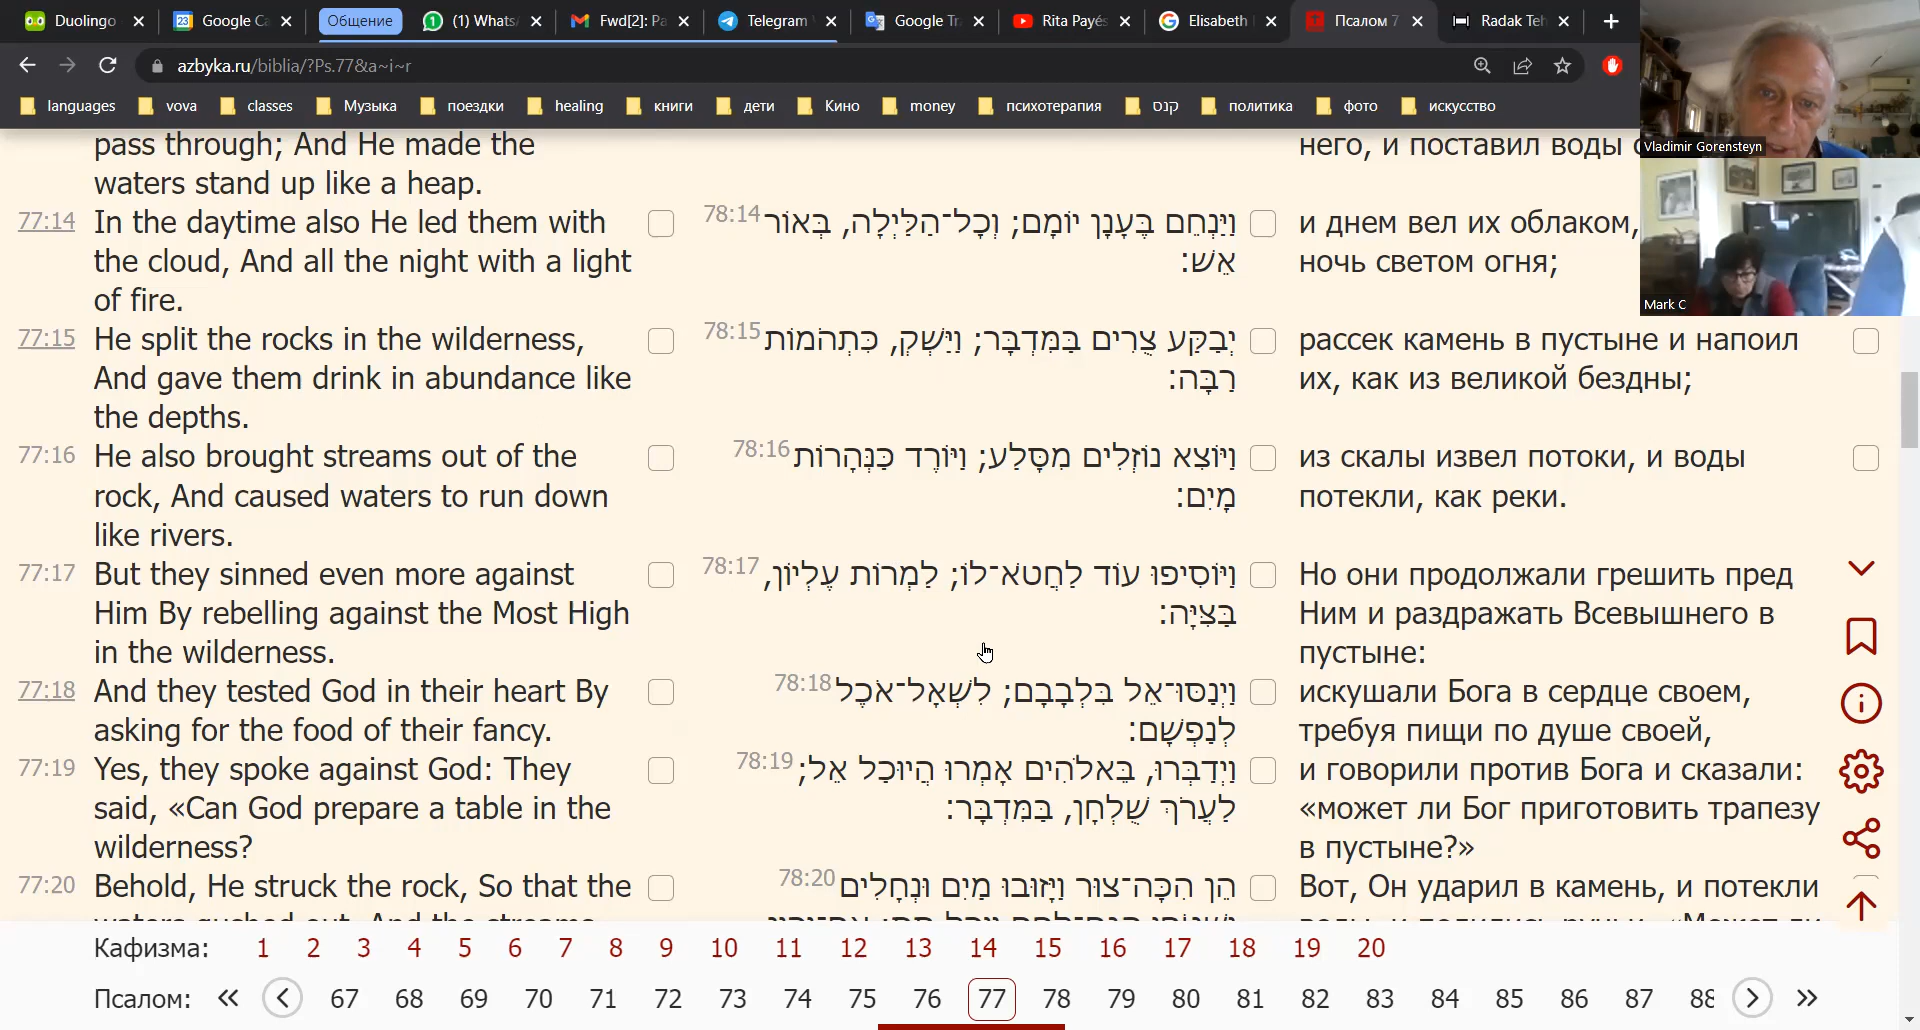 Duolingo
Google Ca
Общение
(1) Whats
Fwd[2]: Pa
Telegram
Google Tr
Rita Payés
Elisabeth
Псалом 7
Radak Teh
azbyka.ru/biblia/?Ps.77&a~i~r
languages vova classes Музыка поездки healing книги дети Кино money психотерапия קנס политика фото искусство
Vladimir Gorensteyn
Mark C
pass through; And He made the
waters stand up like a heap.
него, и поставил воды
77:14 In the daytime also He led them with
the cloud, And all the night with a light
of fire.
78:14 וַיַּנְחֵם בֶּעָנָן יוֹמָם; וְכָל־הַלַּיְלָה, בְּאוֹר
אֵשׁ:
и днем вел их облаком,
ночь светом огня;
77:15 He split the rocks in the wilderness,
And gave them drink in abundance like
the depths.
78:15 יְבַקַּע צֻרִים בַּמִּדְבָּר; וַיַּשְׁקְ, כִּתְהֹמוֹת
רַבָּה:
рассек камень в пустыне и напоил
их, как из великой бездны;
77:16 He also brought streams out of the
rock, And caused waters to run down
like rivers.
78:16 וַיּוֹצִא נוֹזְלִים מִסָּלַע; וַיּוֹרֶד כַּנְּהָרוֹת
מָיִם:
из скалы извел потоки, и воды
потекли, как реки.
77:17 But they sinned even more against
Him By rebelling against the Most High
in the wilderness.
78:17 וַיּוֹסִיפוּ עוֹד לַחֲטֹא־לוֹ; לַמְרוֹת עֶלְיוֹן,
בַּצִּיָּה:
Но они продолжали грешить пред
Ним и раздражать Всевышнего в
пустыне:
77:18 And they tested God in their heart By
asking for the food of their fancy.
78:18 וַיְנַסּוּ־אֵל בִּלְבָבָם; לִשְׁאָל־אֹכֶל
לְנַפְשָׁם:
искушали Бога в сердце своем,
требуя пищи по душе своей,
77:19 Yes, they spoke against God: They
said, «Can God prepare a table in the
wilderness?
78:19 וַיְדַבְּרוּ, בֵּאלֹהִים אָמְרוּ הֲיוּכַל אֵל;
לַעֲרֹךְ שֻׁלְחָן, בַּמִּדְבָּר:
и говорили против Бога и сказали:
«может ли Бог приготовить трапезу
в пустыне?»
77:20 Behold, He struck the rock, So that the
78:20 הֵן הִכָּה־צוּר וַיָּזוּבוּ מַיִם וּנְחָלִים
Вот, Он ударил в камень, и потекли
Кафизма: 1 2 3 4 5 6 7 8 9 10 11 12 13 14 15 16 17 18 19 20
Псалом: 67 68 69 70 71 72 73 74 75 76 77 78 79 80 81 82 83 84 85 86 87 88